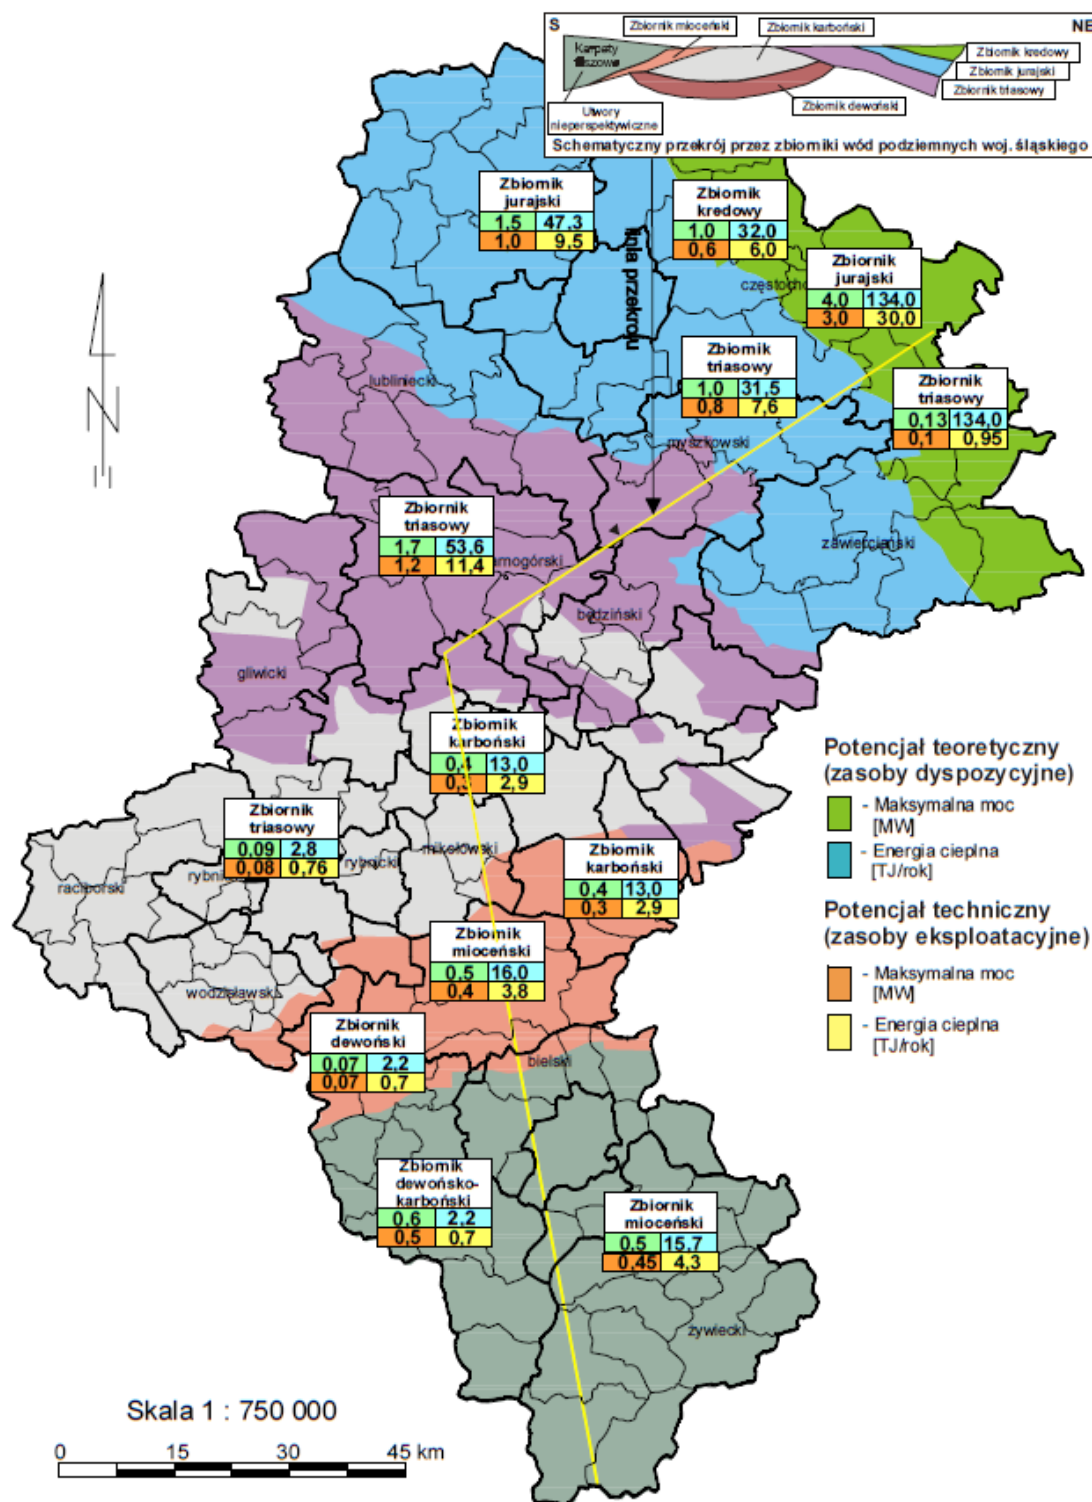 S
NE
Zbiornik mioceński
Zbiornik karboński
Karpaty
fliszowe
Zbiornik kredowy
Zbiornik jurajski
Zbiornik triasowy
Zbiornik dewoński
Utwory
nieperspektywiczne
Schematyczny przekrój przez zbiorniki wód podziemnych woj. śląskiego
Zbiornik
jurajski
1,5 47,3
1,0 9,5
Zbiornik
kredowy
1,0 32,0
0,6 6,0
linia przekroju
Zbiornik
jurajski
4,0 134,0
3,0 30,0
Zbiornik
triasowy
1,0 31,5
0,8 7,6
Zbiornik
triasowy
0,13 134,0
0,1 0,95
lubliniecki
myszkowski
N
Zbiornik
triasowy
1,7 53,6
1,2 11,4
zawierciański
będziński
gliwicki
Zbiornik
karboński
0,4 13,0
0,3 2,9
Potencjał teoretyczny
(zasoby dyspozycyjne)
- Maksymalna moc
[MW]
- Energia cieplna
[TJ/rok]
Zbiornik
triasowy
0,09 2,8
0,08 0,76
mikołowski
rybnicki
raciborski
Zbiornik
karboński
0,4 13,0
0,3 2,9
Potencjał techniczny
(zasoby eksploatacyjne)
- Maksymalna moc
[MW]
- Energia cieplna
[TJ/rok]
Zbiornik
mioceński
0,5 16,0
0,4 3,8
wodzisławski
Zbiornik
dewoński
0,07 2,2
0,07 0,7
bielski
Zbiornik
dewońsko-
karboński
0,6 2,2
0,5 0,7
Zbiornik
mioceński
0,5 15,7
0,45 4,3
żywiecki
Skala 1 : 750 000
0 15 30 45 km